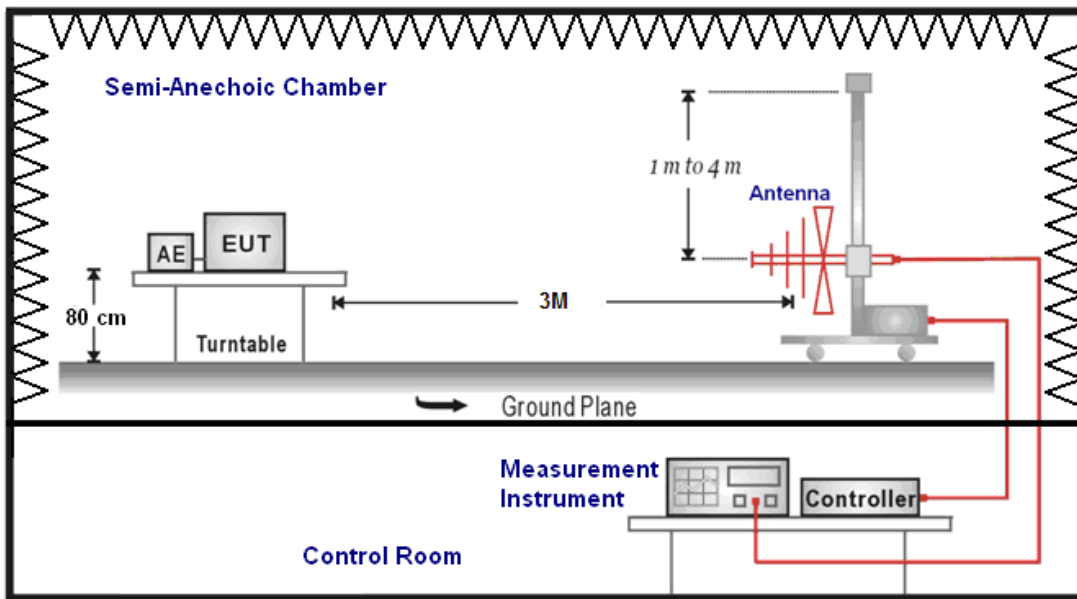 Semi-Anechoic Chamber
1 m to 4 m
Antenna
AE
EUT
80 cm
3M
Turntable
Ground Plane
Measurement
Instrument
Controller
Control Room